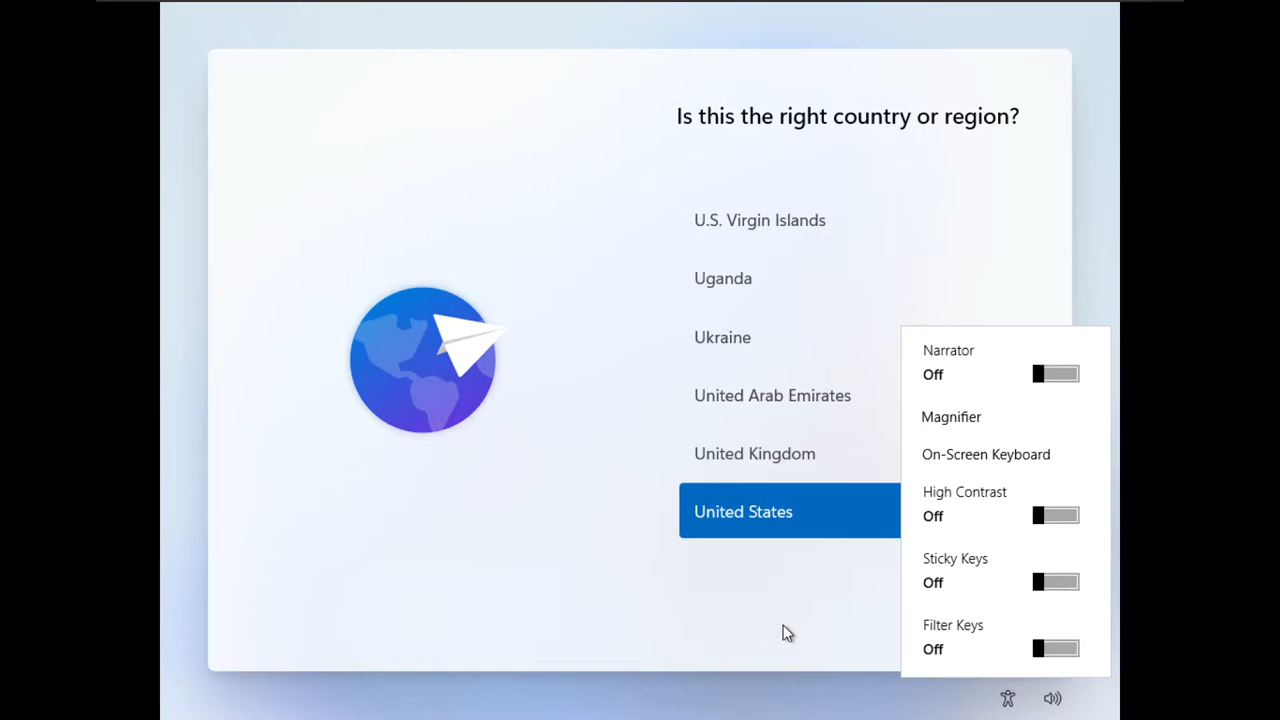 Is this the right country or region?
U.S. Virgin Islands
Uganda
Ukraine
United Arab Emirates
United Kingdom
United States
Narrator
Off
Magnifier
On-Screen Keyboard
High Contrast
Off
Sticky Keys
Off
Filter Keys
Off